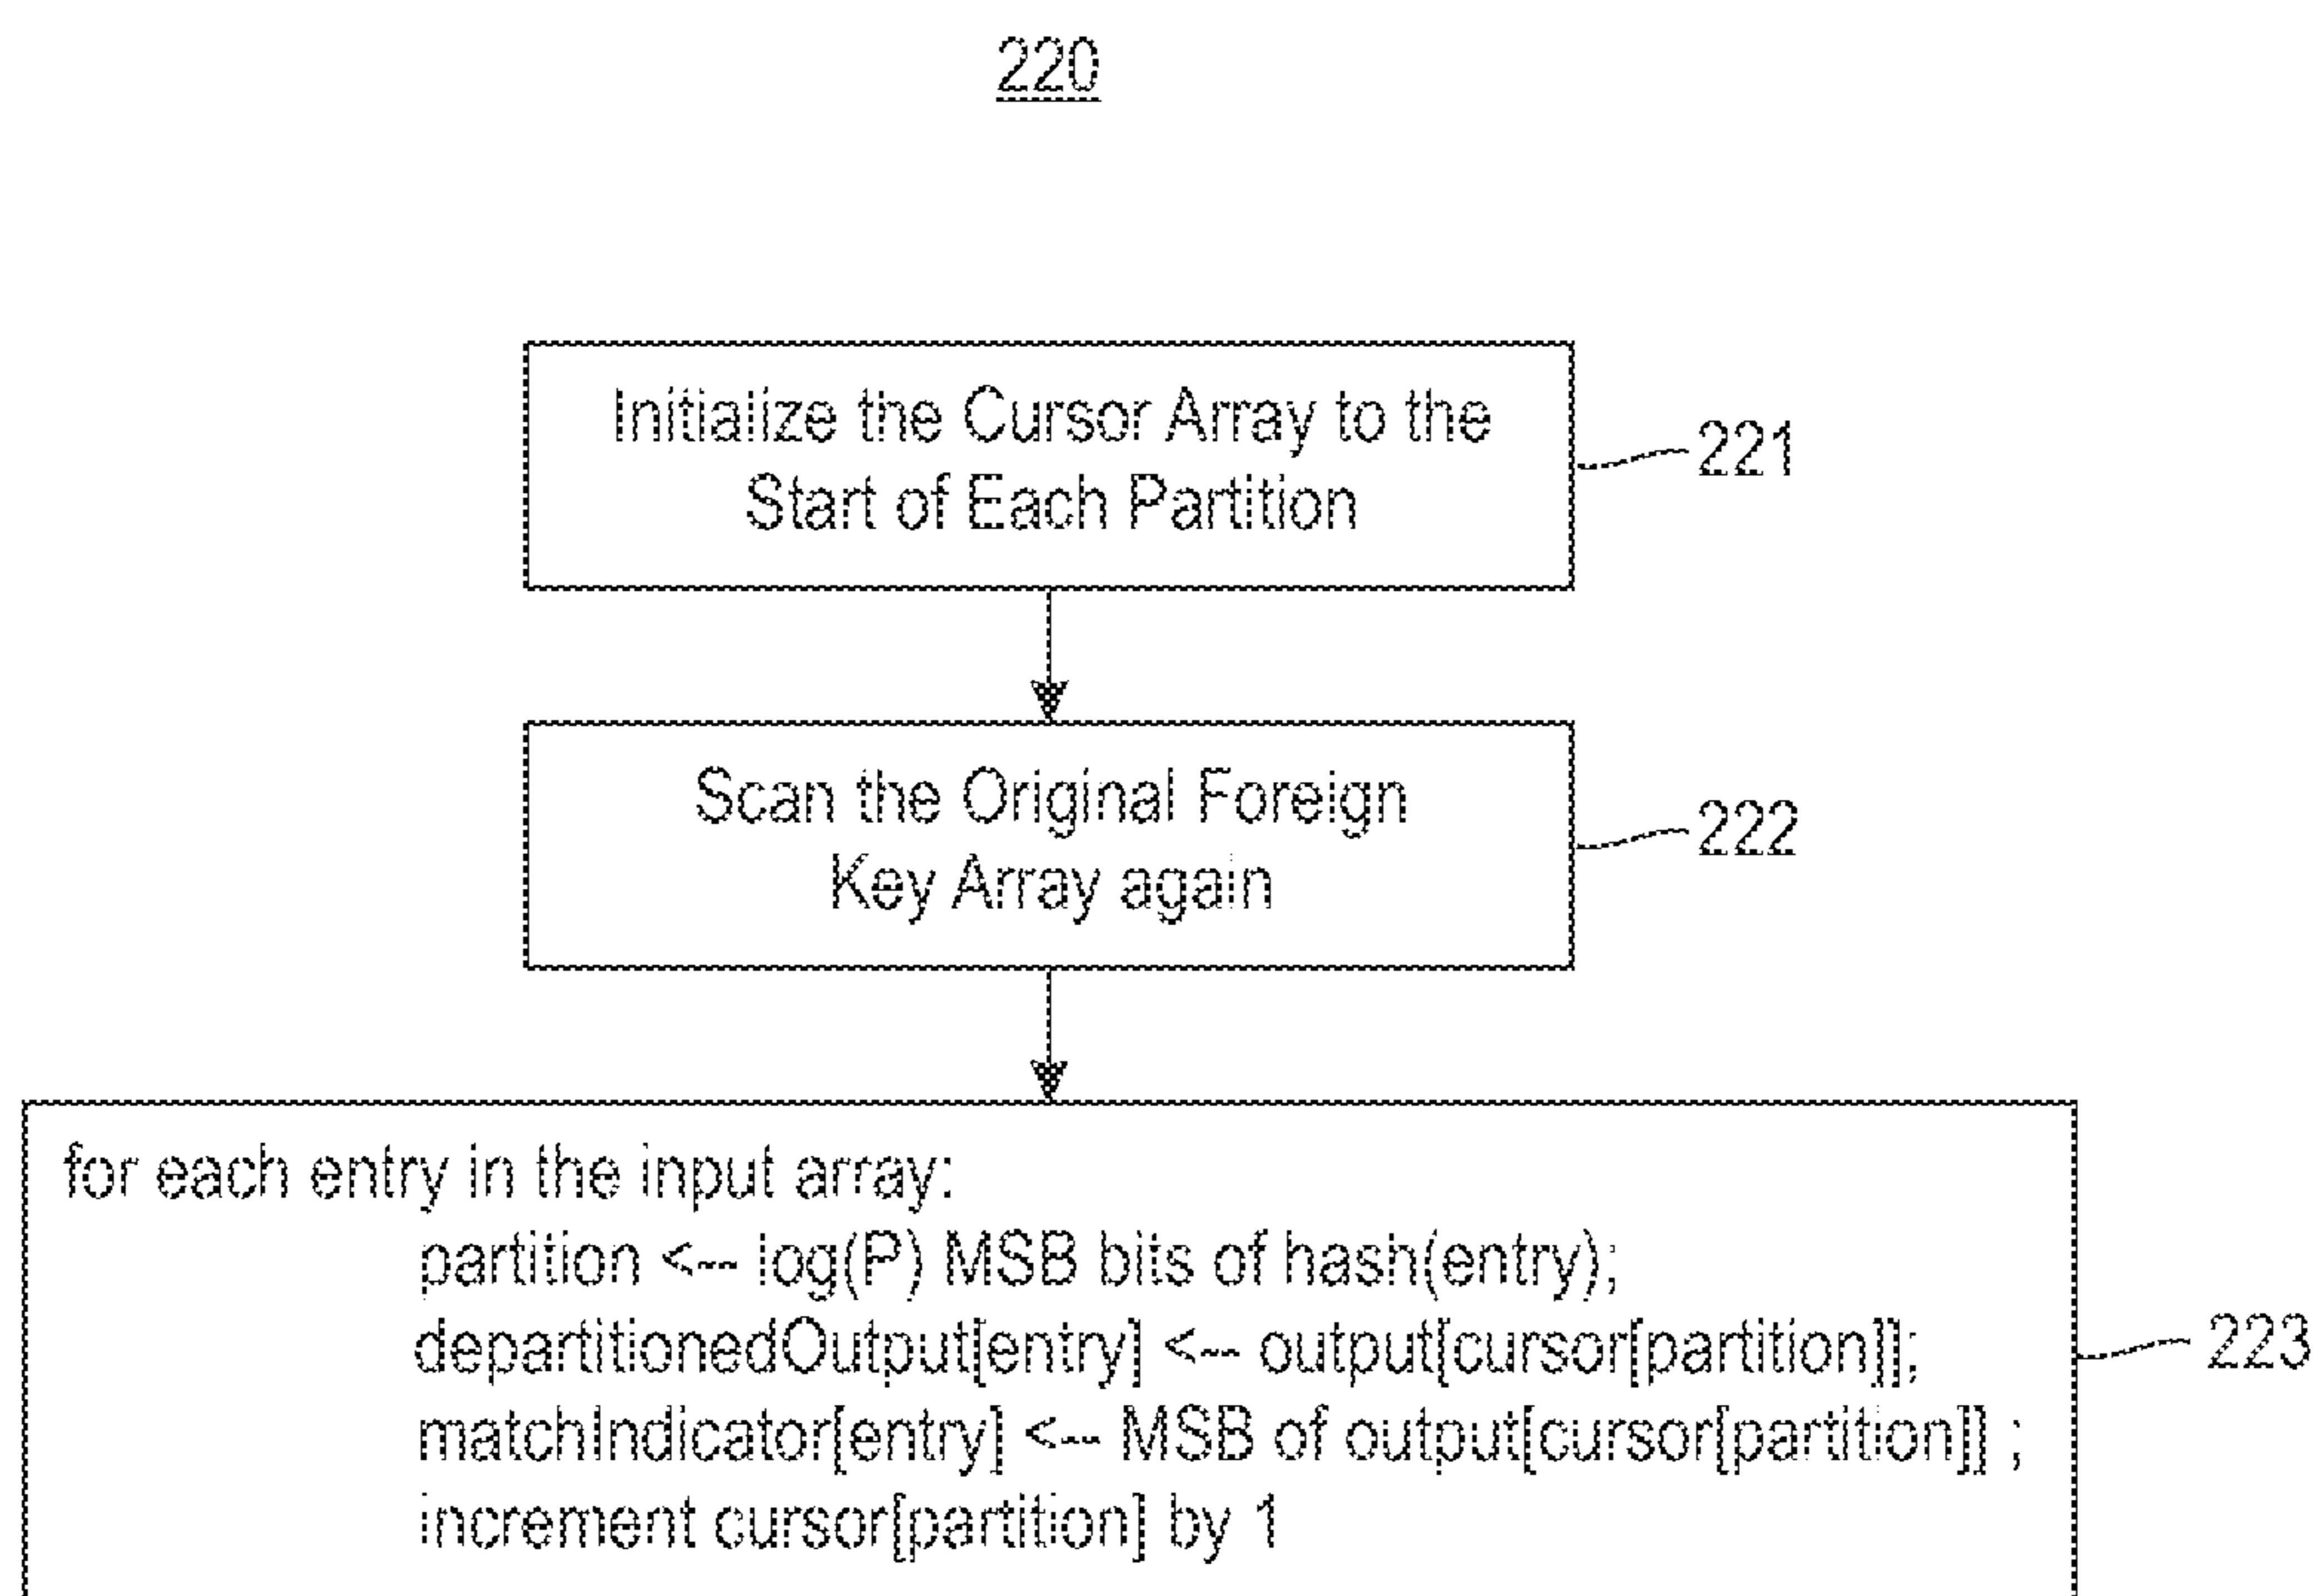 220
Initialize the Cursor Array to the
Start of Each Partition
221
Scan the Original Foreign
Key Array again
222
for each entry in the input array:
partition <-- log(P) MSB bits of hash(entry);
departitionedOutput[entry] <-- output[cursor[partition]];
223
matchIndicator[entry] <-- MSB of output[cursor[partition]] ;
increment cursor[partition] by 1